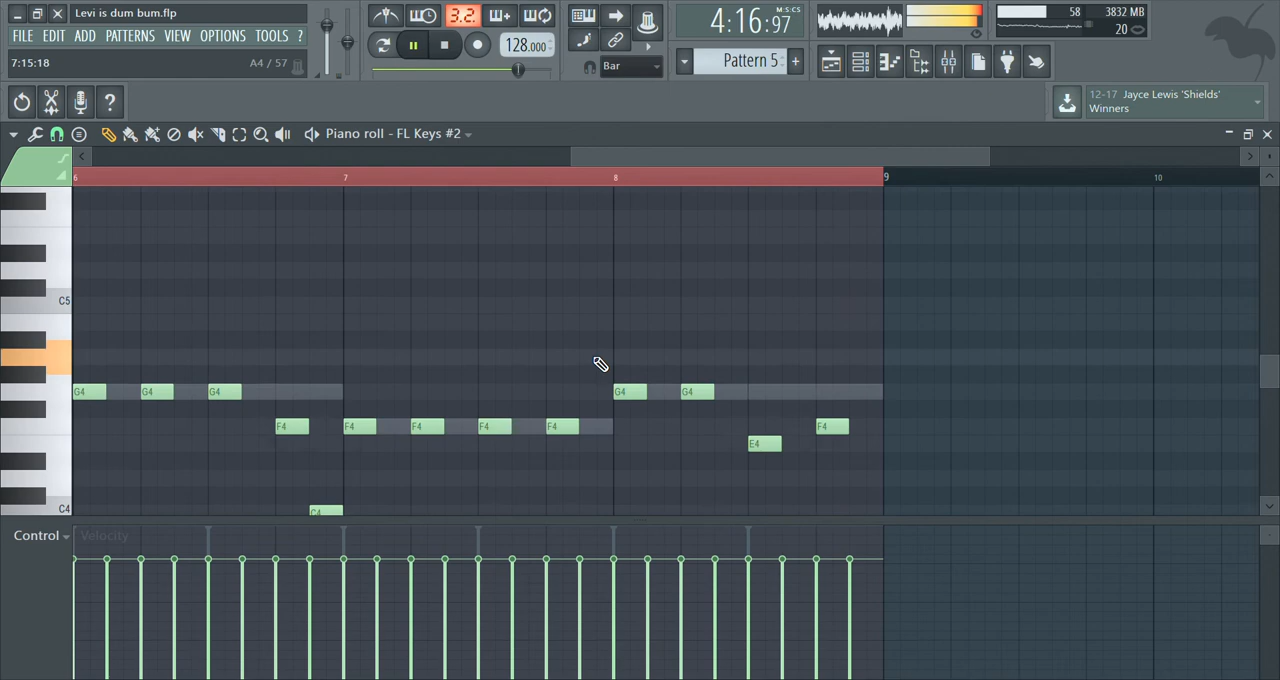 Levi is dum bum.flp
FILE EDIT ADD PATTERNS VIEW OPTIONS TOOLS ?
7:15:18 A4 / 57
3.2.
128.000
Bar
4:16:97
M:S:CS
Pattern 5
+
58 3832 MB
20
?
12-17 Jayce Lewis 'Shields'
Winners
Piano roll - FL Keys #2
6 7 8 9 10
C5
G4 G4 G4 G4 G4
F4 F4 F4 F4 F4 F4
E4
C4 C4
Control Velocity